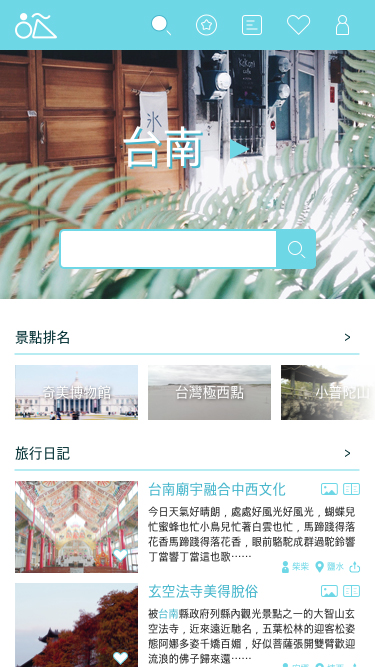 冰
台南
景點排名 >
奇美博物館
台灣極西點
小普陀山
旅行日記 >
台南廟宇融合中西文化
今日天氣好晴朗﹐處處好風光好風光﹐蝴蝶兒
忙蜜蜂也忙小鳥兒忙著白雲也忙﹐馬蹄踐得落
花香馬蹄踐得落花香﹐眼前駱駝成群過駝鈴響
丁當響丁當這也歌⋯⋯
柴柴 鹽水
玄空法寺美得脫俗
被台南縣政府列縣內觀光景點之一的大智山玄
空法寺﹐近來遠近馳名﹐五葉松林的迎客松姿
態阿娜多姿千嬌百媚﹐好似菩薩張開雙臂歡迎
流浪的佛子歸來還⋯⋯